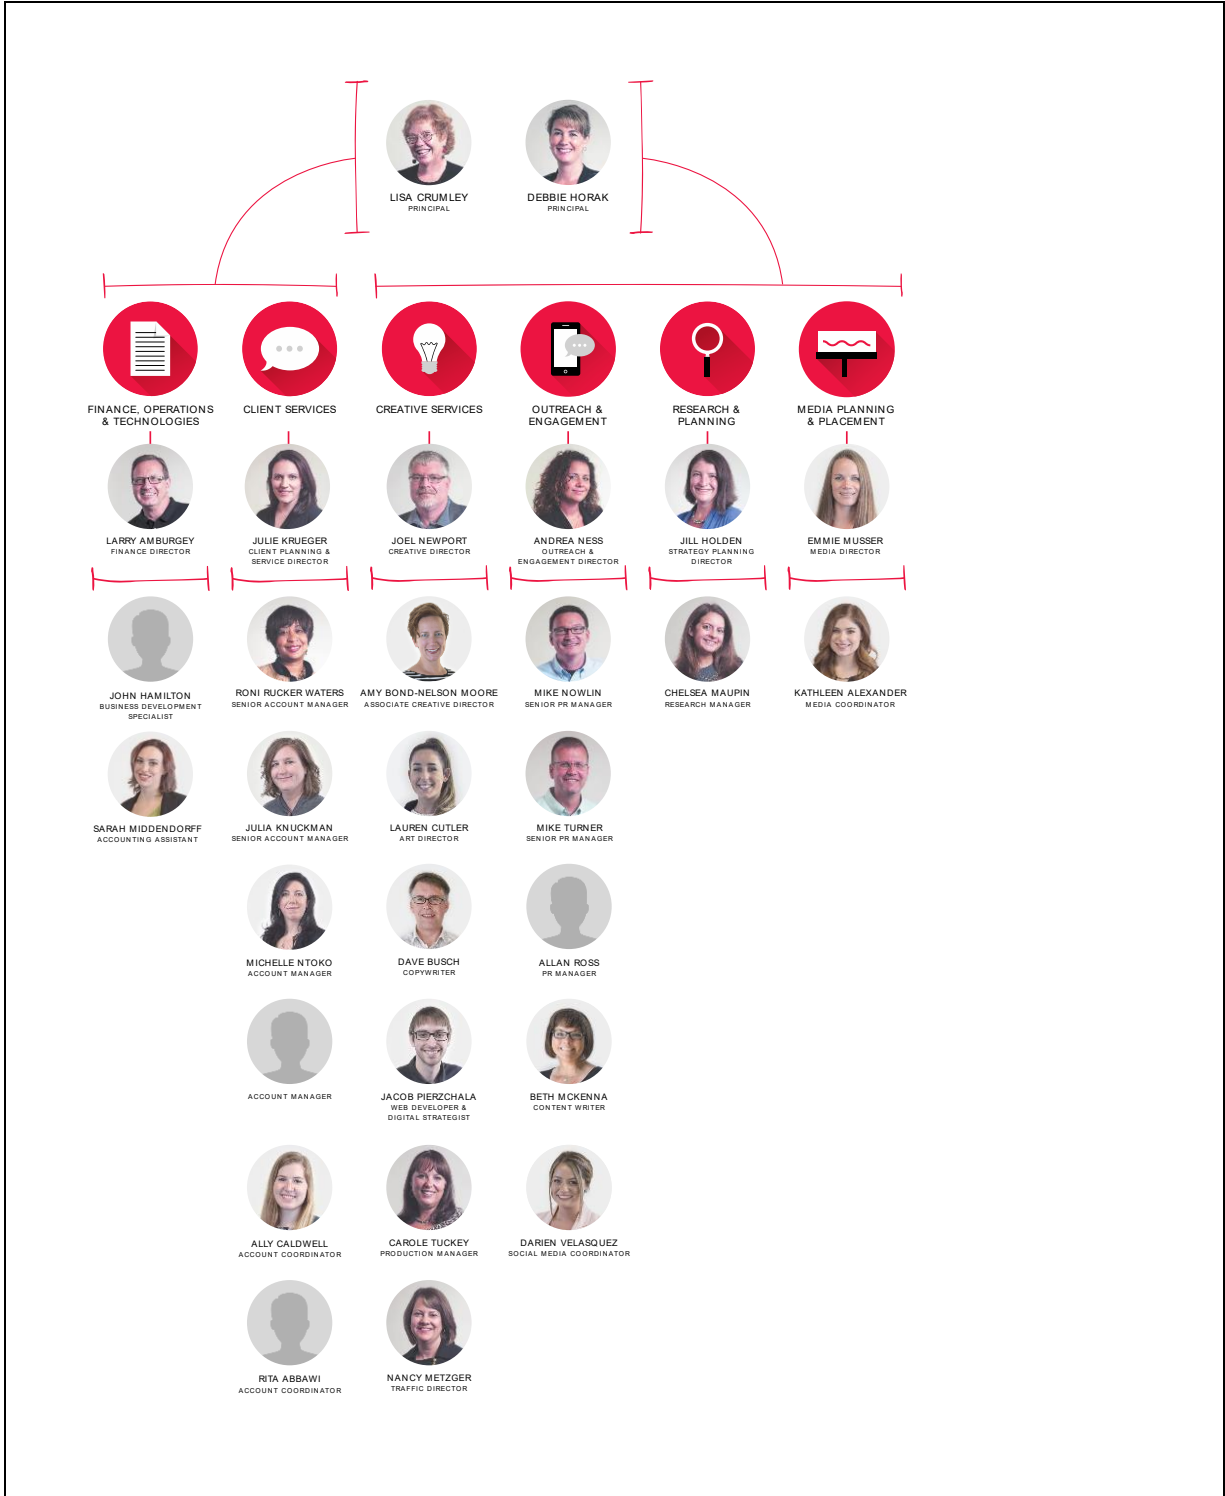 LISA CRUMLEY
PRINCIPAL
DEBBIE HORAK
PRINCIPAL
FINANCE, OPERATIONS
& TECHNOLOGIES
CLIENT SERVICES
CREATIVE SERVICES
OUTREACH &
ENGAGEMENT
RESEARCH &
PLANNING
MEDIA PLANNING
& PLACEMENT
LARRY AMBURGEY
FINANCE DIRECTOR
JULIE KRUEGER
CLIENT PLANNING &
SERVICE DIRECTOR
JOEL NEWPORT
CREATIVE DIRECTOR
ANDREA NESS
OUTREACH &
ENGAGEMENT DIRECTOR
JILL HOLDEN
STRATEGY PLANNING
DIRECTOR
EMMIE MUSSER
MEDIA DIRECTOR
JOHN HAMILTON
BUSINESS DEVELOPMENT
SPECIALIST
RONI RUCKER WATERS
SENIOR ACCOUNT MANAGER
AMY BOND-NELSON MOORE
ASSOCIATE CREATIVE DIRECTOR
MIKE NOWLIN
SENIOR PR MANAGER
CHELSEA MAUPIN
RESEARCH MANAGER
KATHLEEN ALEXANDER
MEDIA COORDINATOR
SARAH MIDDENDORFF
ACCOUNTING ASSISTANT
JULIA KNUCKMAN
SENIOR ACCOUNT MANAGER
LAUREN CUTLER
ART DIRECTOR
MIKE TURNER
SENIOR PR MANAGER
MICHELLE NTOKO
ACCOUNT MANAGER
DAVE BUSCH
COPYWRITER
ALLAN ROSS
PR MANAGER
ACCOUNT MANAGER
JACOB PIERZCHALA
WEB DEVELOPER &
DIGITAL STRATEGIST
BETH MCKENNA
CONTENT WRITER
ALLY CALDWELL
ACCOUNT COORDINATOR
CAROLE TUCKEY
PRODUCTION MANAGER
DARIEN VELASQUEZ
SOCIAL MEDIA COORDINATOR
RITA ABBAWI
ACCOUNT COORDINATOR
NANCY METZGER
TRAFFIC DIRECTOR